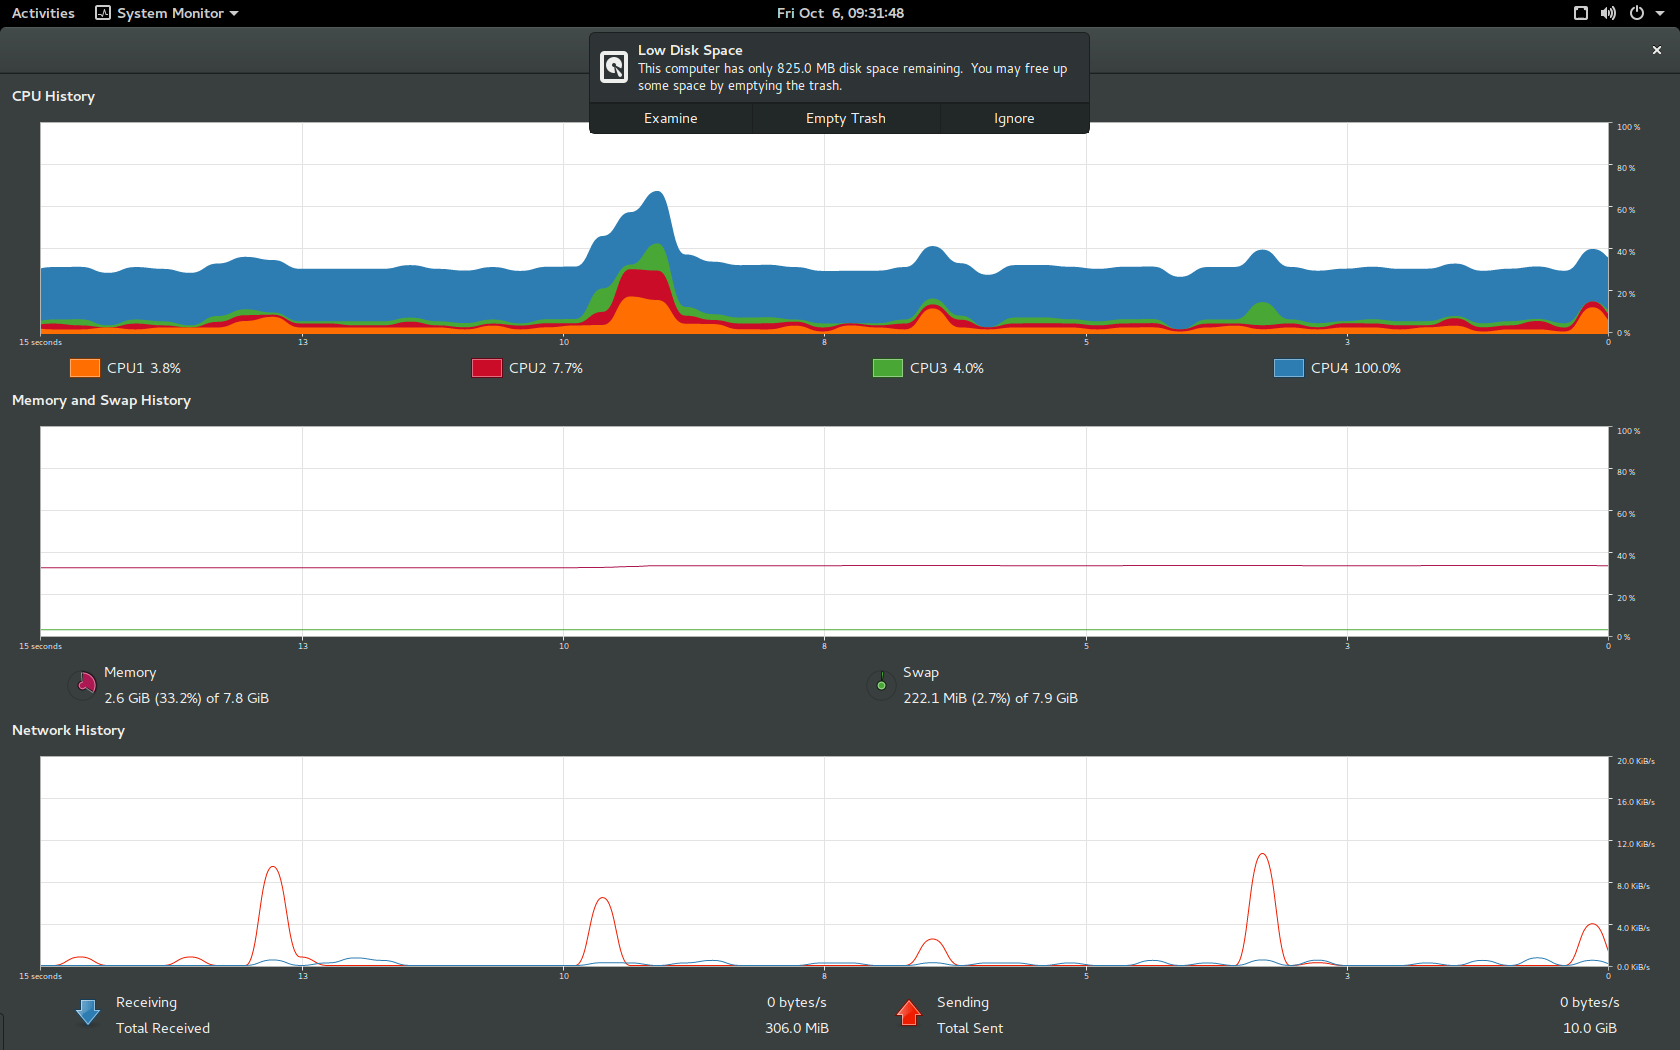 Activities
System Monitor
Fri Oct 6, 09:31:48
Low Disk Space
This computer has only 825.0 MB disk space remaining. You may free up
some space by emptying the trash.
Examine
Empty Trash
Ignore
CPU History
100 %
80 %
60 %
40 %
20 %
0 %
15 seconds
13
10
8
5
3
0
CPU1 3.8%
CPU2 7.7%
CPU3 4.0%
CPU4 100.0%
Memory and Swap History
100 %
80 %
60 %
40 %
20 %
0 %
15 seconds
13
10
8
5
3
0
Memory
2.6 GiB (33.2%) of 7.8 GiB
Swap
222.1 MiB (2.7%) of 7.9 GiB
Network History
20.0 KiB/s
16.0 KiB/s
12.0 KiB/s
8.0 KiB/s
4.0 KiB/s
0.0 KiB/s
15 seconds
13
10
8
5
3
0
Receiving
0 bytes/s
Total Received
306.0 MiB
Sending
0 bytes/s
Total Sent
10.0 GiB